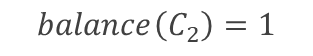 balance(C₂) = 1